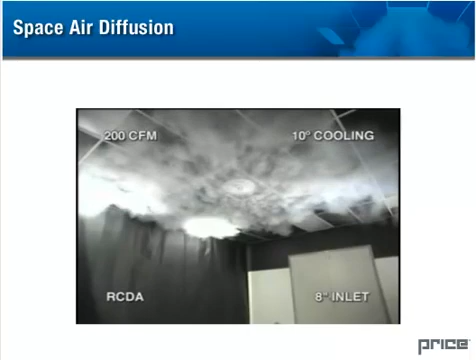 Space Air Diffusion
200 CFM
10° COOLING
RCDA
8" INLET
price